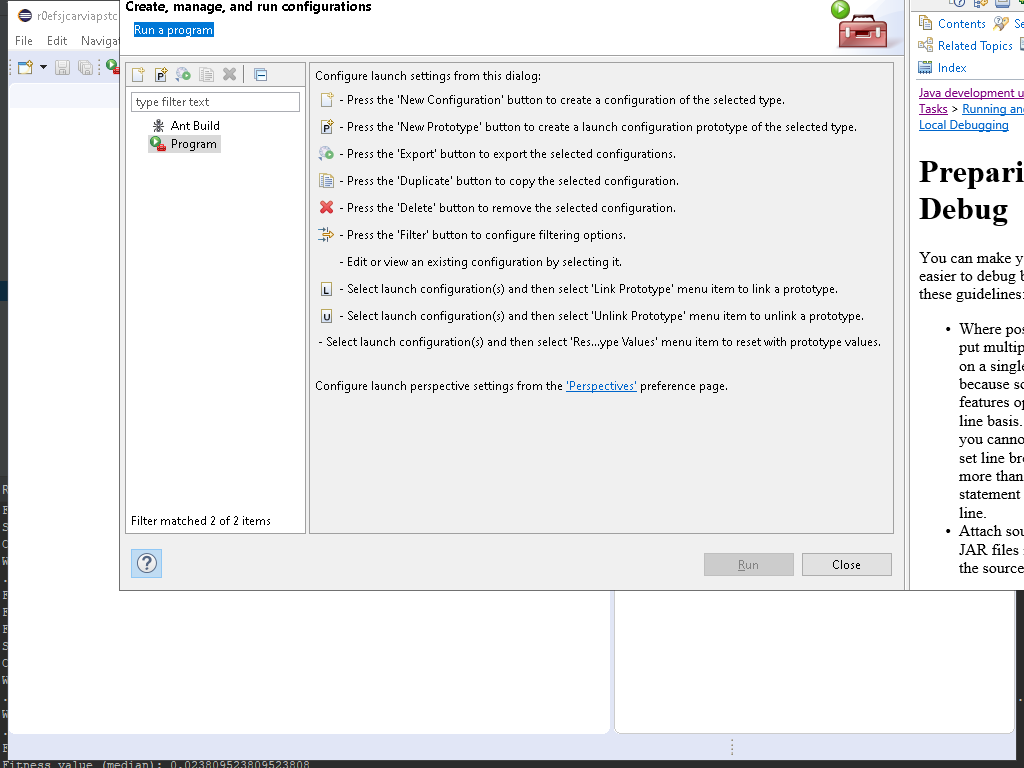 Create, manage, and run configurations
Run a program
r0efsjcarviapstc
File Edit Naviga
Contents
Se
Related Topics
Index
type filter text
Ant Build
Program
Filter matched 2 of 2 items
Configure launch settings from this dialog:
- Press the 'New Configuration' button to create a configuration of the selected type.
- Press the 'New Prototype' button to create a launch configuration prototype of the selected type.
- Press the 'Export' button to export the selected configurations.
- Press the 'Duplicate' button to copy the selected configuration.
- Press the 'Delete' button to remove the selected configuration.
- Press the 'Filter' button to configure filtering options.
- Edit or view an existing configuration by selecting it.
L - Select launch configuration(s) and then select 'Link Prototype' menu item to link a prototype.
U - Select launch configuration(s) and then select 'Unlink Prototype' menu item to unlink a prototype.
- Select launch configuration(s) and then select 'Res...ype Values' menu item to reset with prototype values.
Configure launch perspective settings from the 'Perspectives' preference page.
?
Run
Close
Java development u
Tasks > Running and
Local Debugging
Prepari
Debug
You can make y
easier to debug b
these guidelines:
• Where pos
put multip
on a single
because so
features op
line basis.
you canno
set line br
more than
statement
line.
• Attach sou
JAR files
the source
Fitness value (median): 0.023809523809523808